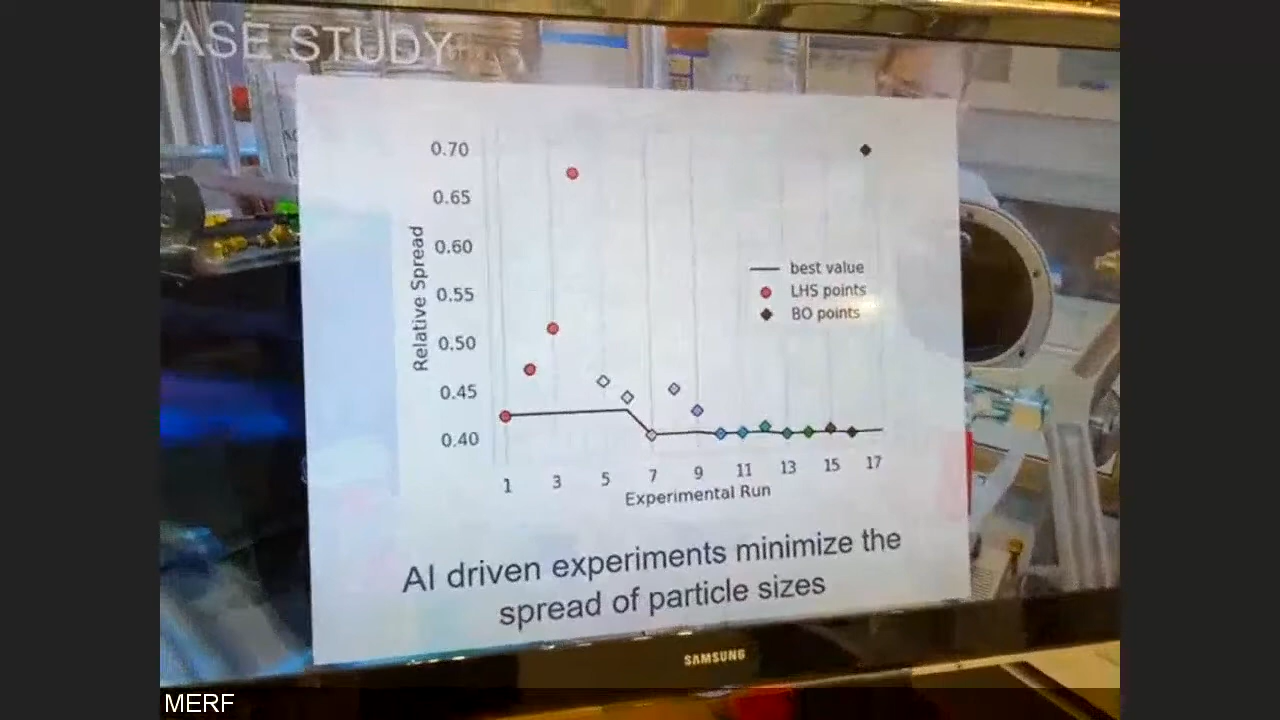 ASE STUDY
0.70
0.65
0.60
0.55
0.50
0.45
0.40
Relative Spread
best value
LHS points
BO points
1 3 5 7 9 11 13 15 17
Experimental Run
AI driven experiments minimize the
spread of particle sizes
SAMSUNG
MERF